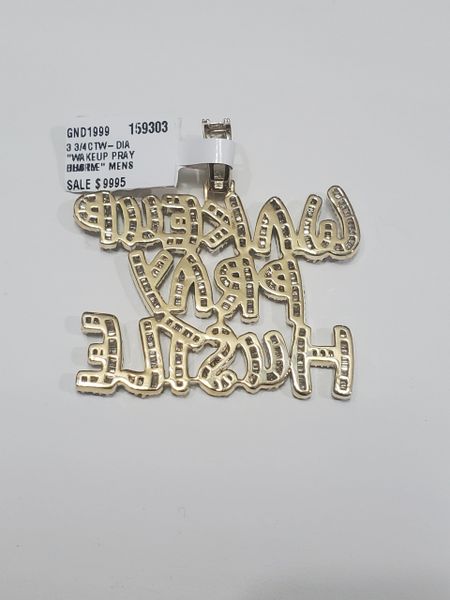 GND1999 159303
3 3/4CTW-DIA
"WAKEUP PRAY
MENS
SALE $9995
WAKEUP
PRAY
HUSTLE